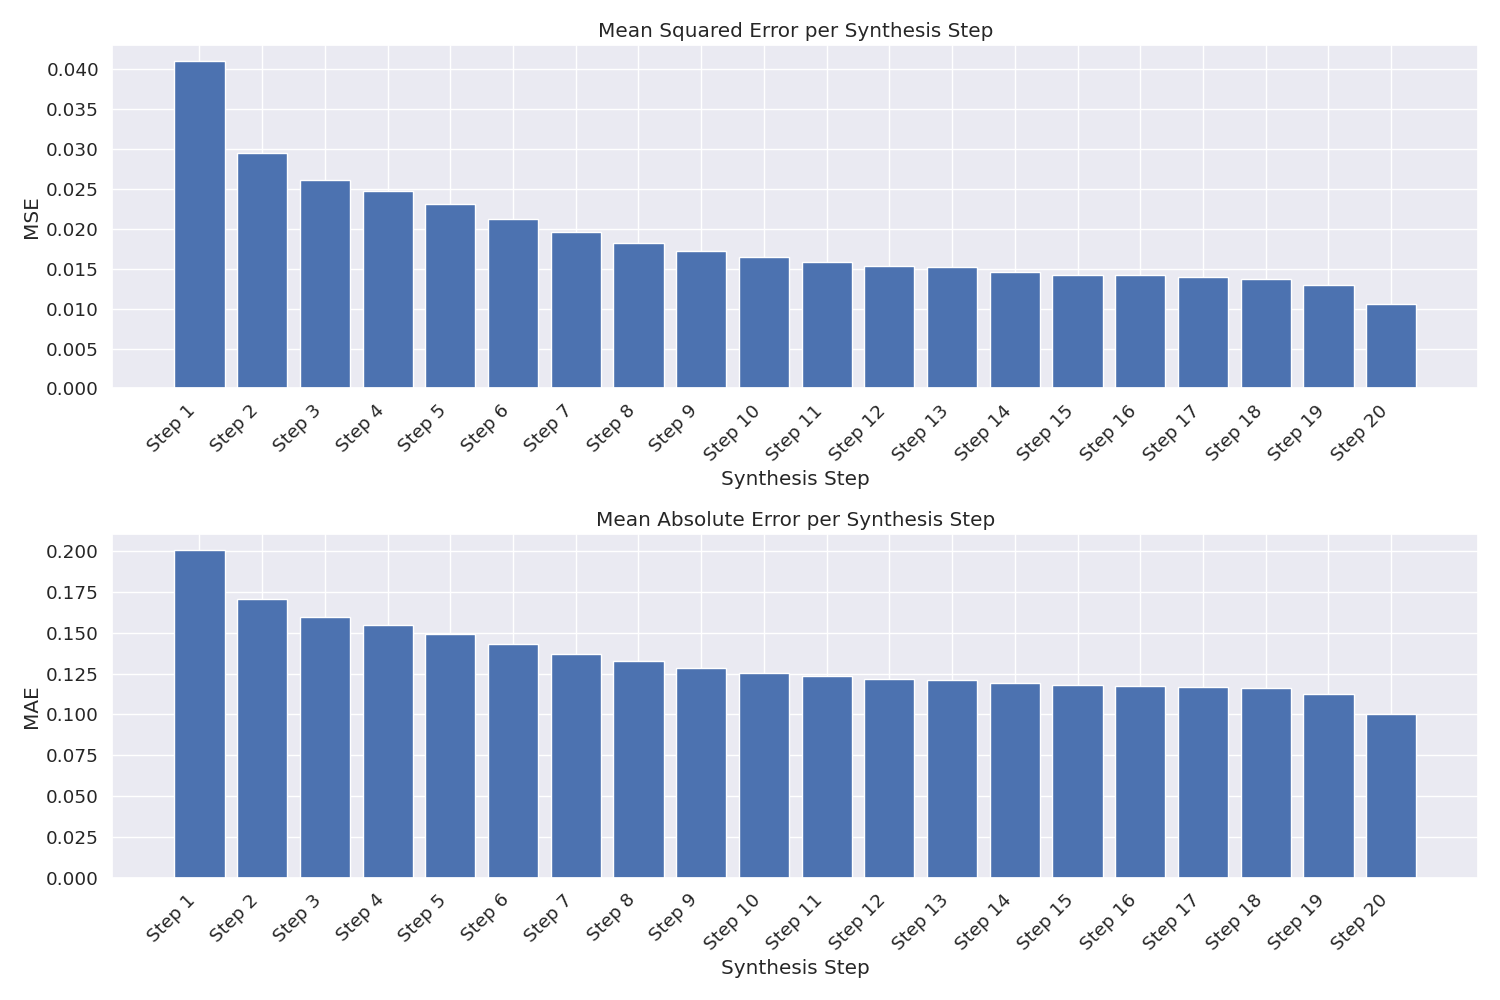 Mean Squared Error per Synthesis Step
MSE
0.040
0.035
0.030
0.025
0.020
0.015
0.010
0.005
0.000
Step 1
Step 2
Step 3
Step 4
Step 5
Step 6
Step 7
Step 8
Step 9
Step 10
Step 11
Step 12
Step 13
Step 14
Step 15
Step 16
Step 17
Step 18
Step 19
Step 20
Synthesis Step
Mean Absolute Error per Synthesis Step
MAE
0.200
0.175
0.150
0.125
0.100
0.075
0.050
0.025
0.000
Step 1
Step 2
Step 3
Step 4
Step 5
Step 6
Step 7
Step 8
Step 9
Step 10
Step 11
Step 12
Step 13
Step 14
Step 15
Step 16
Step 17
Step 18
Step 19
Step 20
Synthesis Step